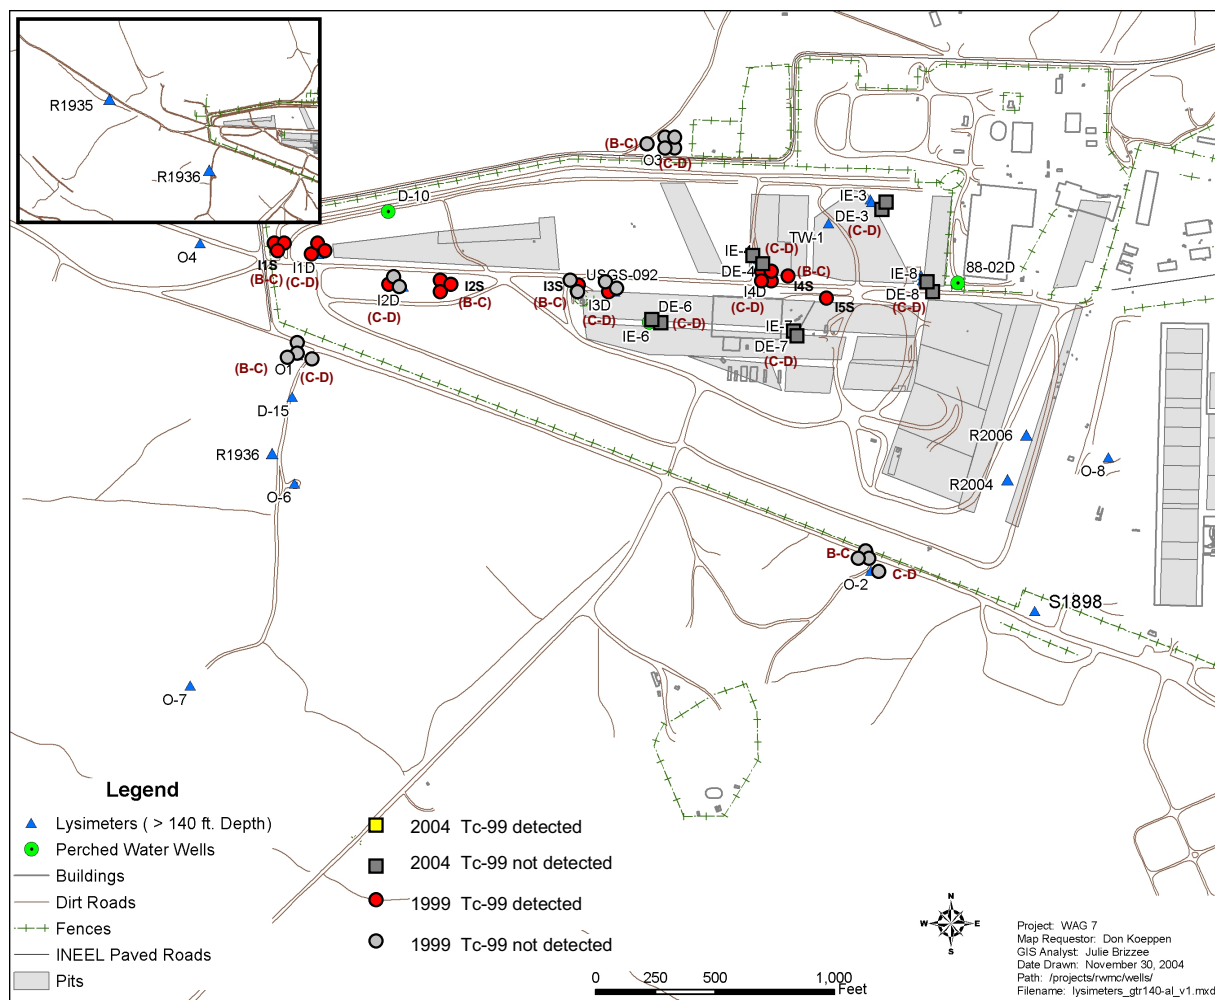 R1935
R1936
D-10
O4
I1S
(B-C)
I1D
(C-D)
I2D
(C-D)
I2S
(B-C)
I3S
(B-C)
USGS-092
I3D
(C-D)
(B-C)
O3
(C-D)
IE-3
DE-3
(C-D)
TW-1
IE-4
(C-D)
DE-4
(B-C)
I4D
I4S
(C-D)
I5S
IE-8
88-02D
DE-8
(C-D)
DE-6
(C-D)
IE-6
IE-7
DE-7
(C-D)
(B-C)
O1
(C-D)
D-15
R1936
O-6
O-7
R2006
R2004
O-8
B-C
O-2
C-D
S1898
Legend
Lysimeters ( > 140 ft. Depth)
Perched Water Wells
Buildings
Dirt Roads
Fences
INEEL Paved Roads
Pits
2004 Tc-99 detected
2004 Tc-99 not detected
1999 Tc-99 detected
1999 Tc-99 not detected
N
W
E
S
0 250 500 1,000
Feet
Project: WAG 7
Map Requestor: Don Koeppen
GIS Analyst: Julie Brizzee
Date Drawn: November 30, 2004
Path: /projects/rwmc/wells/
Filename: lysimeters_gtr140-al_v1.mxd